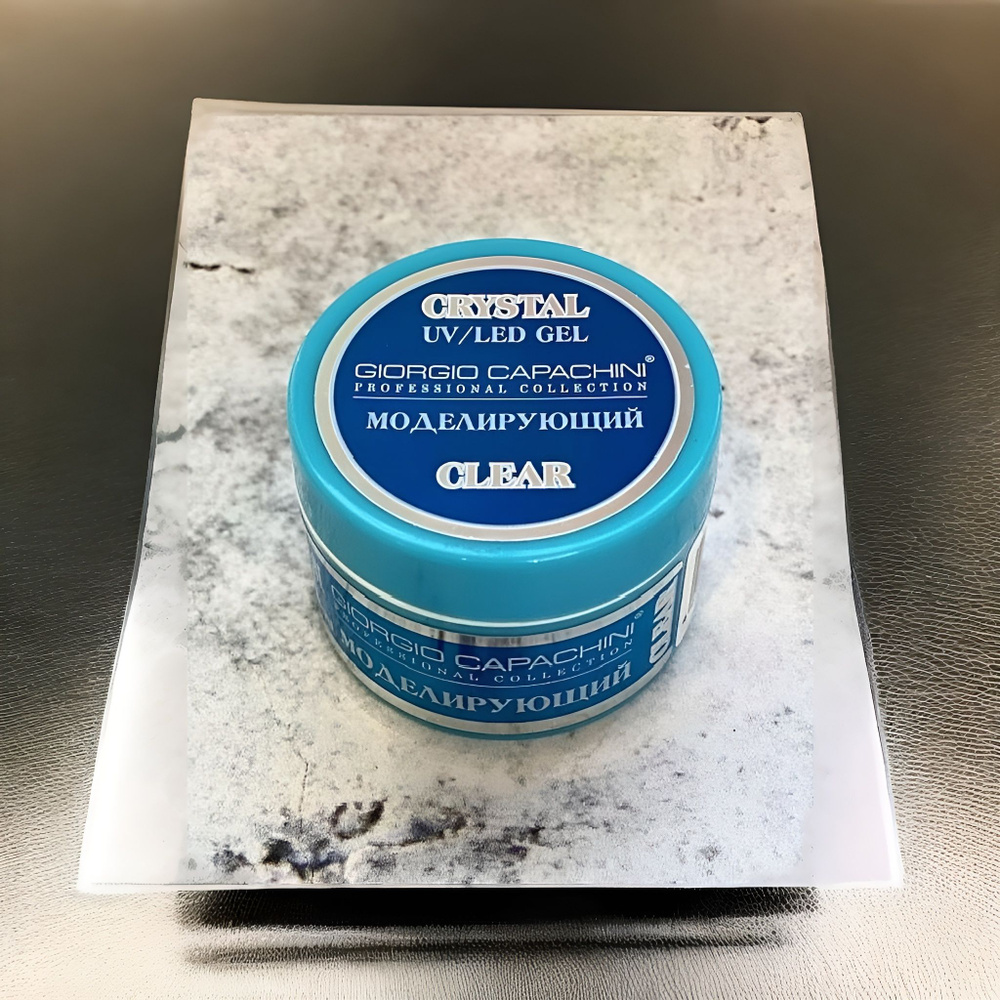 CRYSTAL
UV/LED GEL
GIORGIO CAPACHINI®
PROFESSIONAL COLLECTION
МОДЕЛИРУЮЩИЙ
CLEAR
GIORGIO CAPACHINI®
PROFESSIONAL COLLECTION
МОДЕЛИРУЮЩИЙ